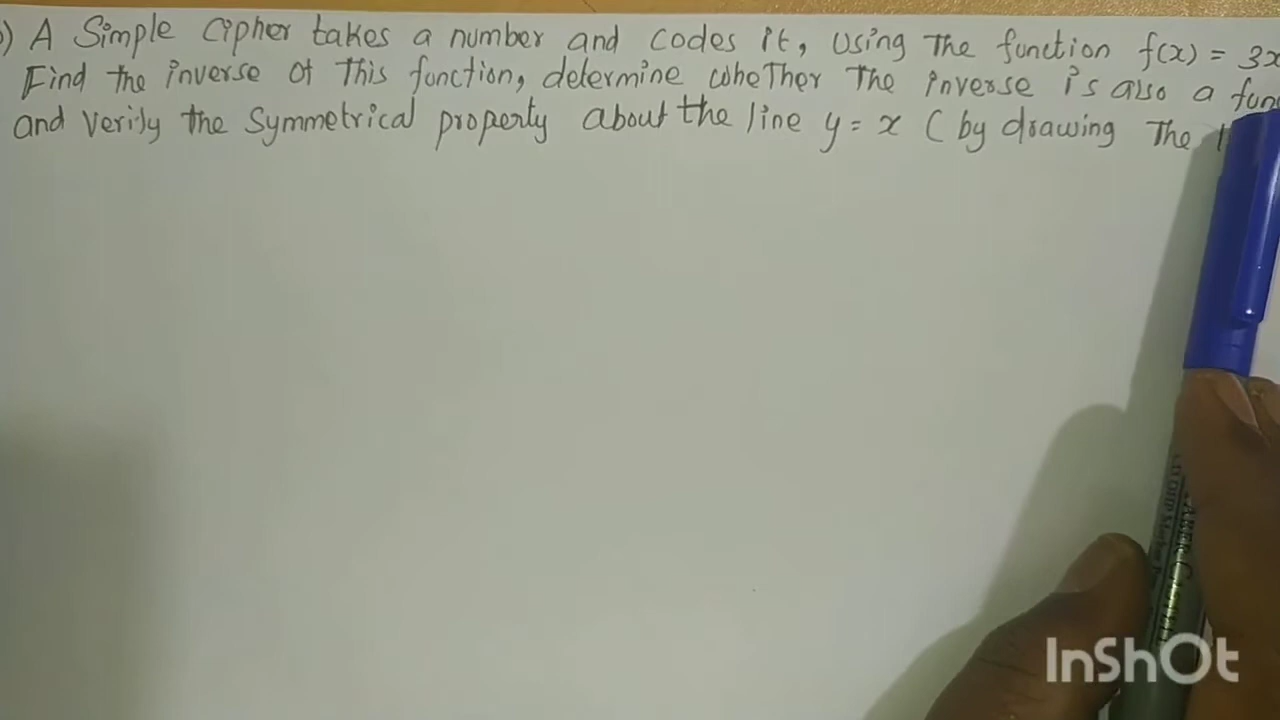 ) A Simple Cipher takes a number and codes it, using The function f(x) = 3x
Find the inverse of This function, determine whether The inverse is also a fun
and verify the Symmetrical property about the line y = x ( by drawing The
InShOt